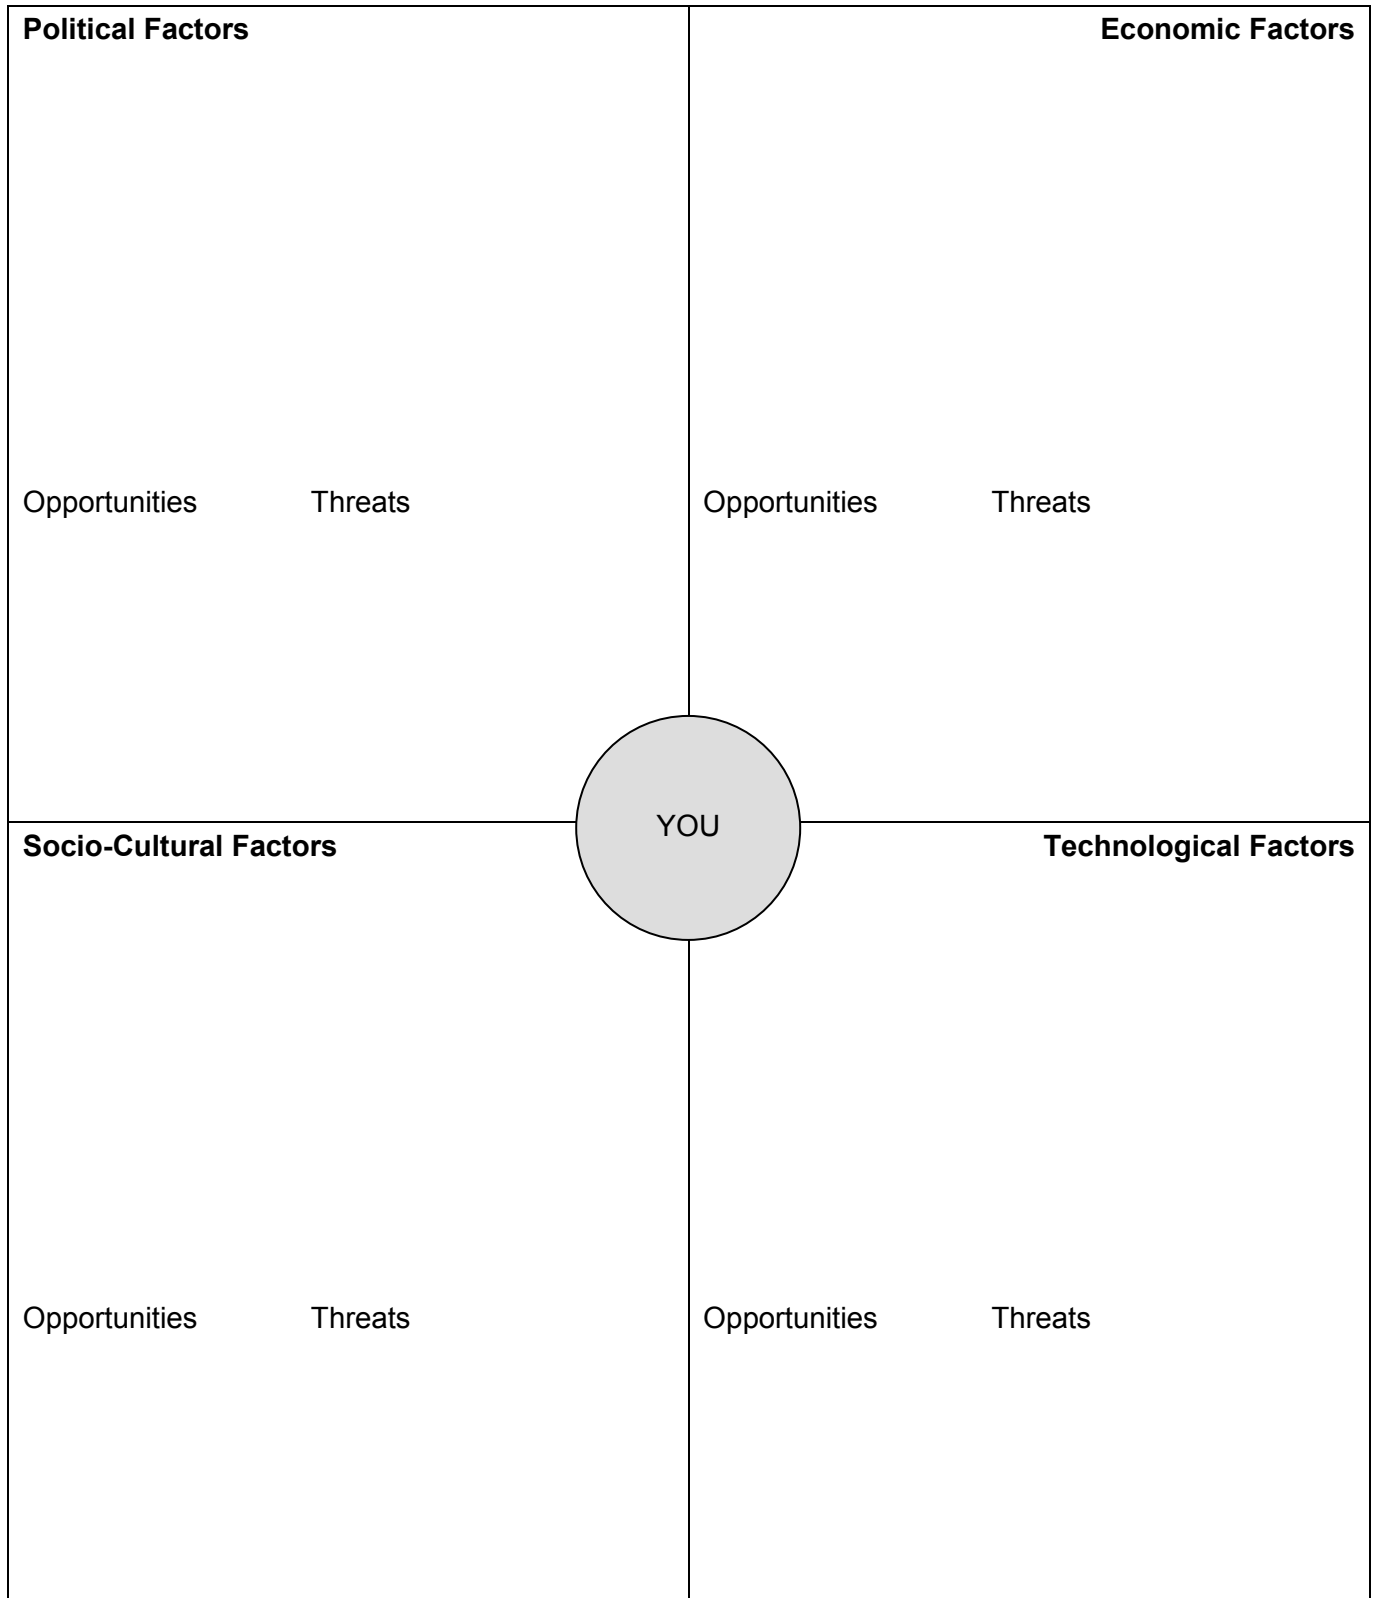 Political Factors
Economic Factors
Opportunities Threats
Opportunities Threats
YOU
Socio-Cultural Factors
Technological Factors
Opportunities Threats
Opportunities Threats